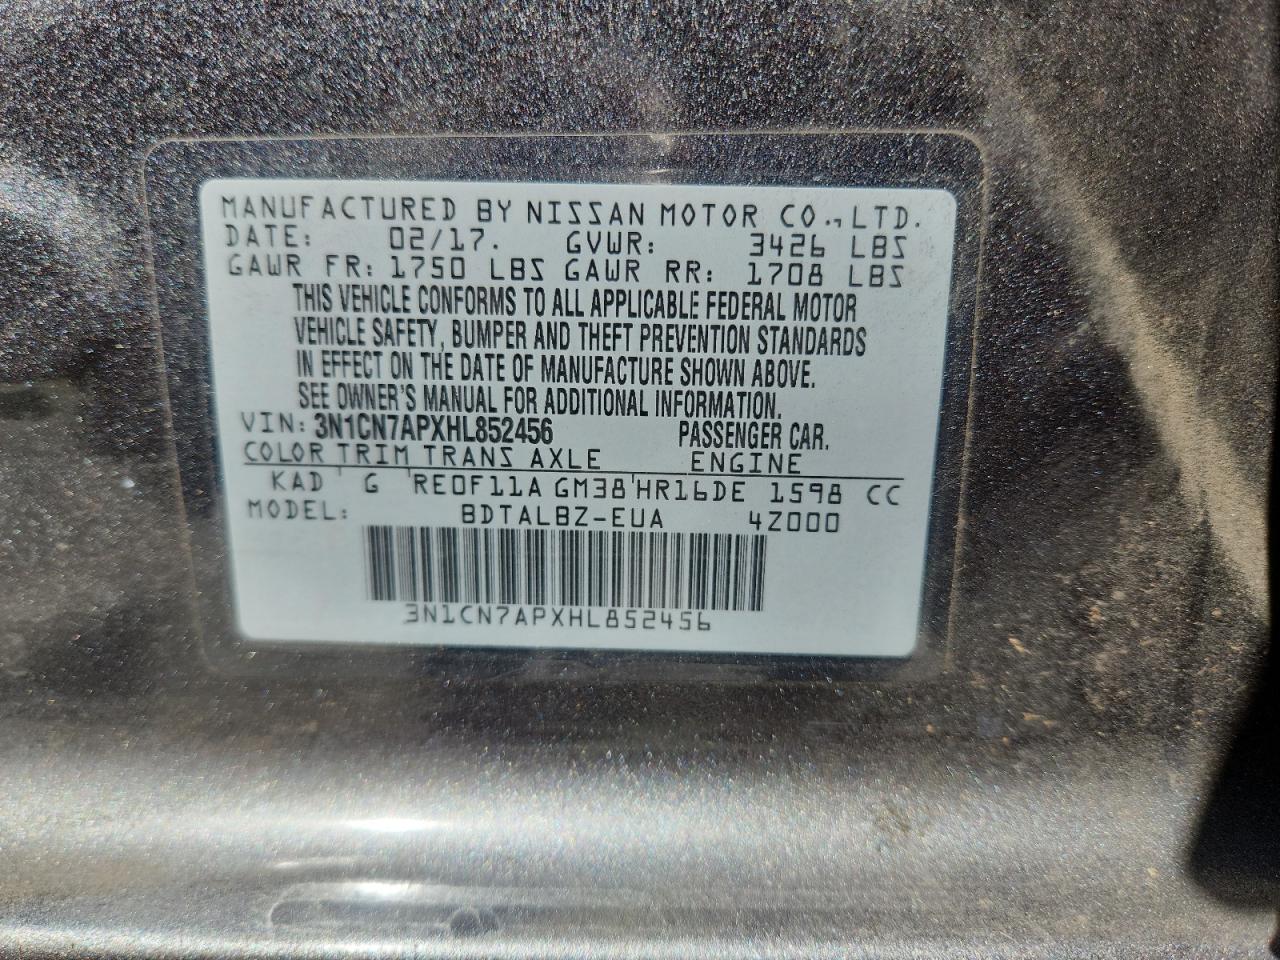 MANUFACTURED BY NISSAN MOTOR CO., LTD.
DATE: 02/17. GVWR: 3426 LBS
GAWR FR: 1750 LBS GAWR RR: 1708 LBS
THIS VEHICLE CONFORMS TO ALL APPLICABLE FEDERAL MOTOR
VEHICLE SAFETY, BUMPER AND THEFT PREVENTION STANDARDS
IN EFFECT ON THE DATE OF MANUFACTURE SHOWN ABOVE.
SEE OWNER'S MANUAL FOR ADDITIONAL INFORMATION.
VIN: 3N1CN7APXHL852456 PASSENGER CAR.
COLOR TRIM TRANS AXLE ENGINE
KAD G RE0F11A GM38 HR16DE 1598 CC
MODEL: BDTALBZ-EUA 4Z000
3N1CN7APXHL852456